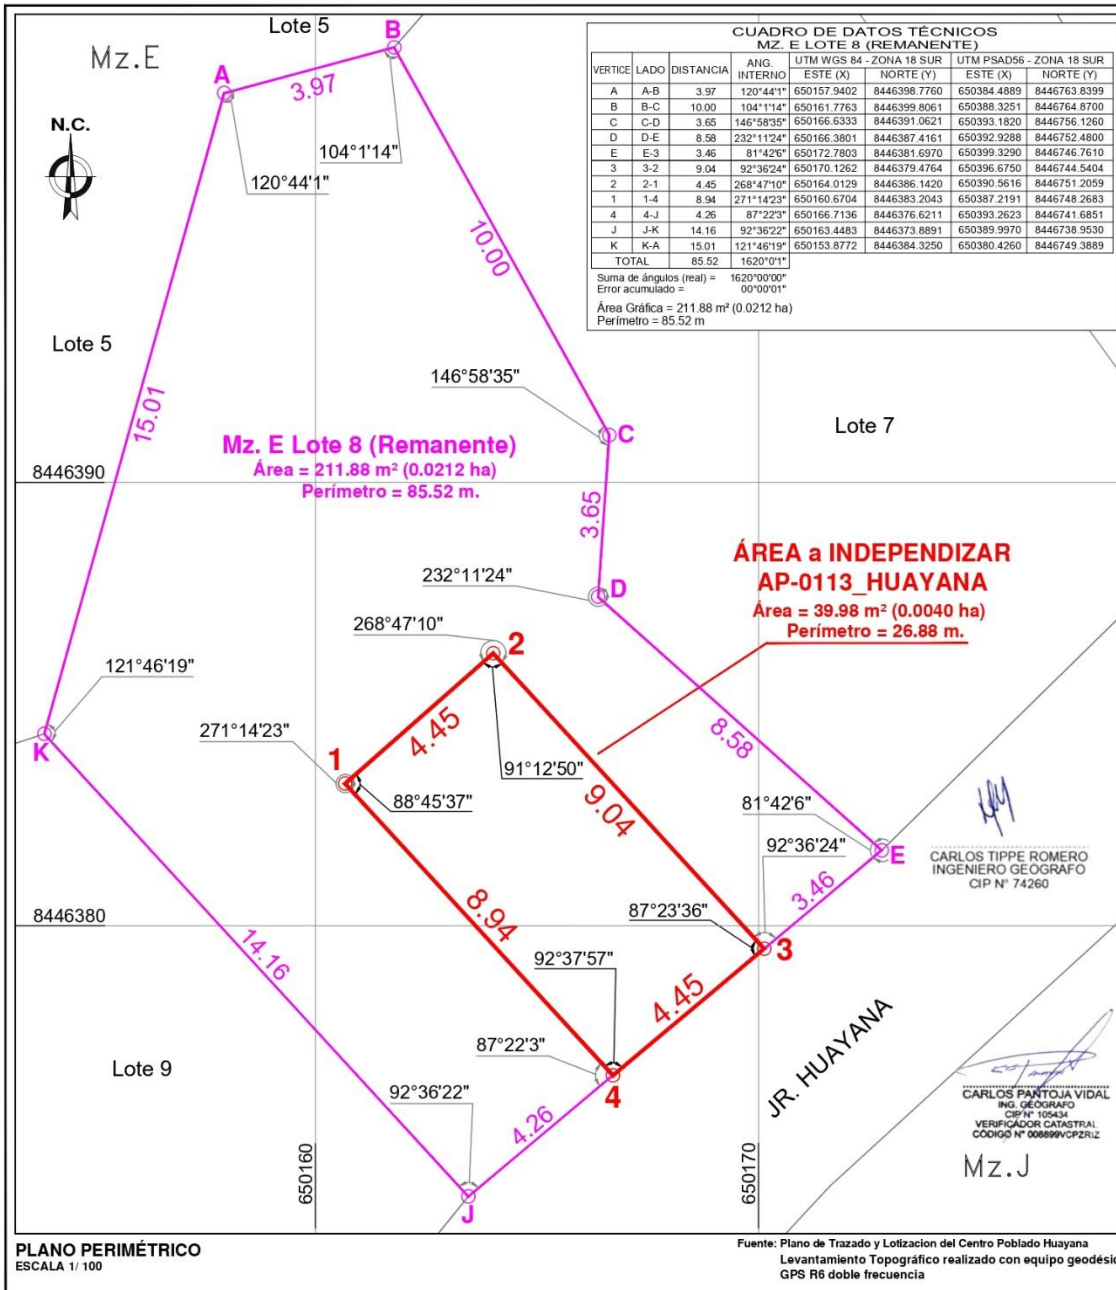 Lote 5
Mz.E
B
A
3.97
N.C.
104°1'14"
120°44'1"
10.00
CUADRO DE DATOS TÉCNICOS
MZ. E LOTE 8 (REMANENTE)
VERTICE LADO DISTANCIA ANG. INTERNO UTM WGS 84 - ZONA 18 SUR UTM PSAD56 - ZONA 18 SUR
ESTE (X) NORTE (Y) ESTE (X) NORTE (Y)
A A-B 3.97 120°44'1" 650157.9402 8446398.7760 650384.4889 8446763.8399
B B-C 10.00 104°1'14" 650161.7763 8446399.8061 650388.3251 8446764.8700
C C-D 3.65 146°58'35" 650166.6333 8446391.0621 650393.1820 8446756.1260
D D-E 8.58 232°11'24" 650166.3801 8446387.4161 650392.9288 8446752.4800
E E-3 3.46 81°42'6" 650172.7803 8446381.6970 650399.3290 8446746.7610
3 3-2 9.04 92°36'24" 650170.1262 8446379.4764 650396.6750 8446744.5404
2 2-1 4.45 268°47'10" 650164.0129 8446386.1420 650390.5616 8446751.2059
1 1-4 8.94 271°14'23" 650160.6704 8446383.2043 650387.2191 8446748.2683
4 4-J 4.26 87°22'3" 650166.7136 8446376.6211 650393.2623 8446741.6851
J J-K 14.16 92°36'22" 650163.4483 8446373.8891 650389.9970 8446738.9530
K K-A 15.01 121°46'19" 650153.8772 8446384.3250 650380.4260 8446749.3889
TOTAL 85.52 1620°0'1"
Suma de ángulos (real) = 1620°00'00"
Error acumulado = 00°00'01"
Área Gráfica = 211.88 m² (0.0212 ha)
Perímetro = 85.52 m
Lote 5
15.01
146°58'35"
C
Lote 7
Mz. E Lote 8 (Remanente)
Área = 211.88 m² (0.0212 ha)
Perímetro = 85.52 m.
8446390
3.65
ÁREA a INDEPENDIZAR
AP-0113_HUAYANA
Área = 39.98 m² (0.0040 ha)
Perímetro = 26.88 m.
232°11'24"
D
268°47'10"
2
121°46'19"
271°14'23"
K
4.45
8.58
1
91°12'50"
88°45'37"
9.04
81°42'6"
92°36'24"
E
CARLOS TIPPE ROMERO
INGENIERO GEÓGRAFO
CIP N° 74260
8.94
3.46
8446380
87°23'36"
14.16
92°37'57"
3
4.45
87°22'3"
Lote 9
92°36'22"
4
4.26
JR. HUAYANA
CARLOS PANTOJA VIDAL
ING. GEÓGRAFO
CIP N° 105434
VERIFICADOR CATASTRAL
CÓDIGO N° 008899VCPZRIZ
650160
650170
Mz.J
J
PLANO PERIMÉTRICO
ESCALA 1/ 100
Fuente: Plano de Trazado y Lotizacion del Centro Poblado Huayana
Levantamiento Topográfico realizado con equipo geodési
GPS R6 doble frecuencia